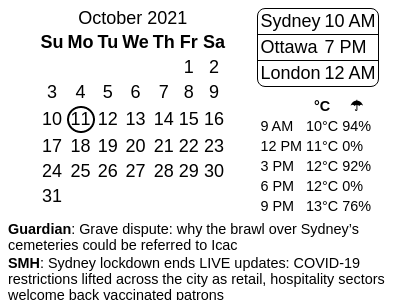 October 2021
Su Mo Tu We Th Fr Sa
1 2
3 4 5 6 7 8 9
10 11 12 13 14 15 16
17 18 19 20 21 22 23
24 25 26 27 28 29 30
31
Sydney 10 AM
Ottawa 7 PM
London 12 AM
°C ☂
9 AM 10°C 94%
12 PM 11°C 0%
3 PM 12°C 92%
6 PM 12°C 0%
9 PM 13°C 76%
Guardian: Grave dispute: why the brawl over Sydney's
cemeteries could be referred to Icac
SMH: Sydney lockdown ends LIVE updates: COVID-19
restrictions lifted across the city as retail, hospitality sectors
welcome back vaccinated patrons